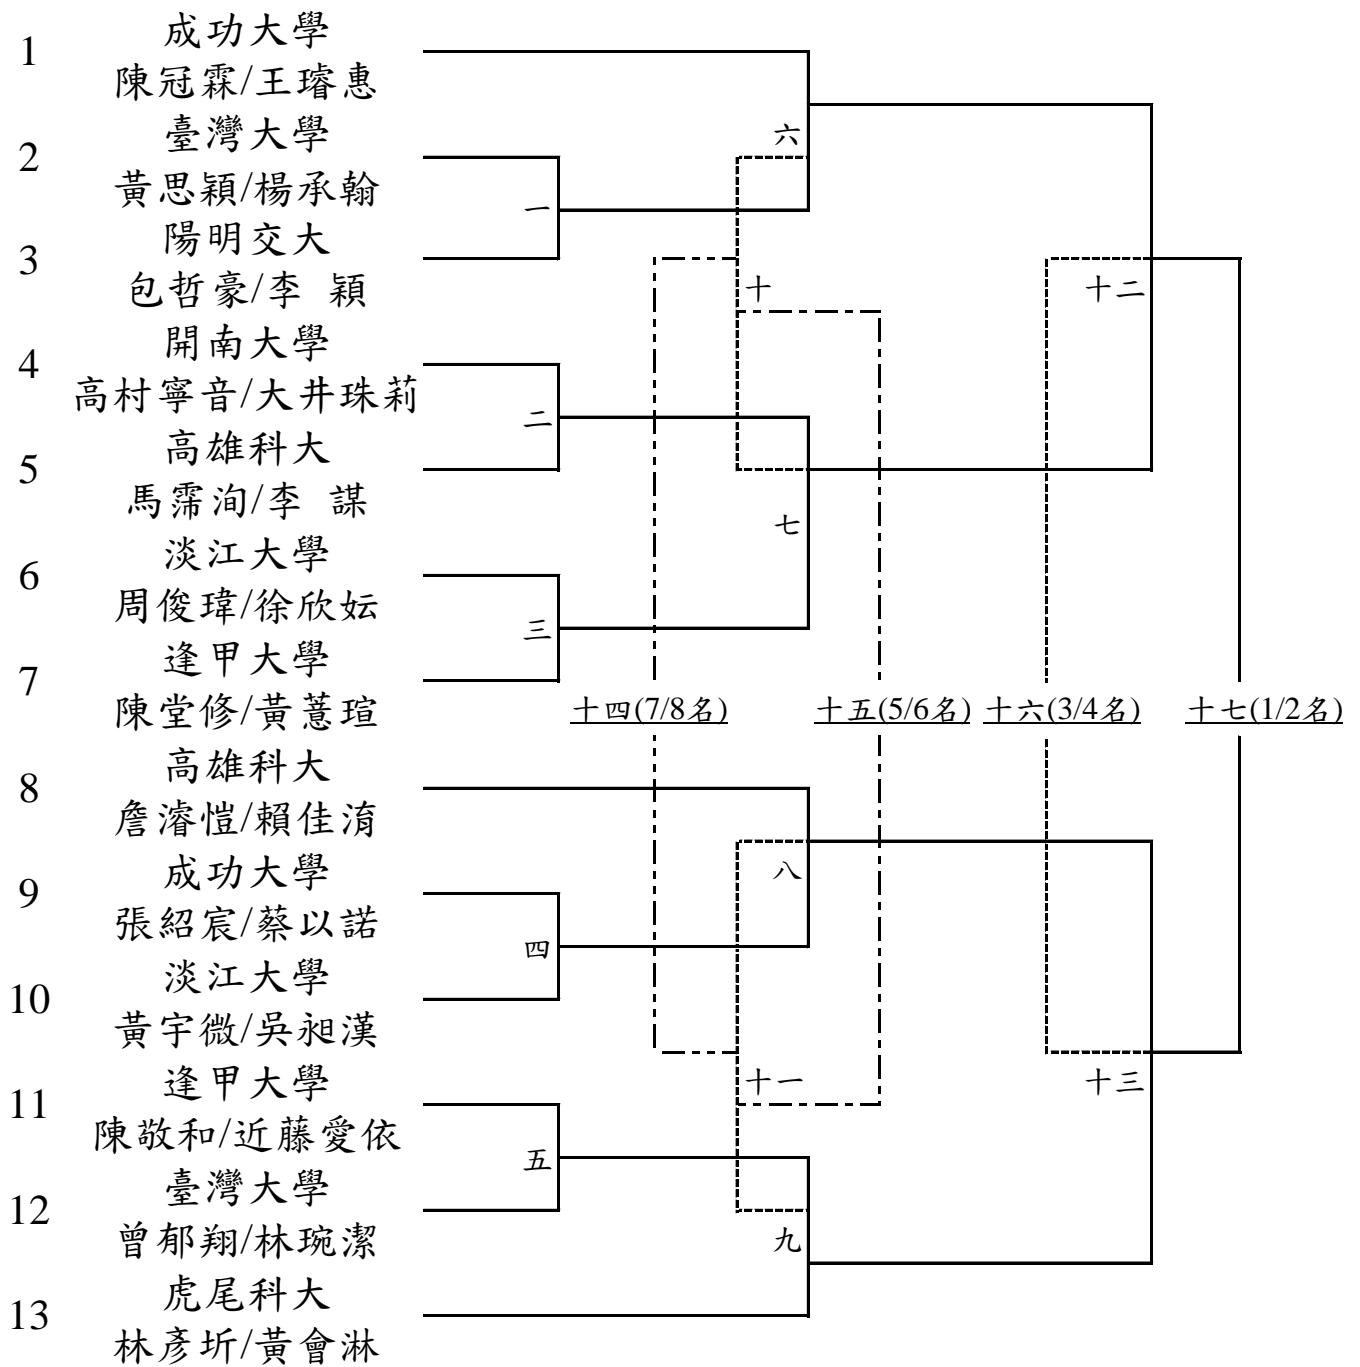 1 成功大學
陳冠霖/王璿惠
2 臺灣大學
黃思穎/楊承翰
3 陽明交大
包哲豪/李 穎
4 開南大學
高村寧音/大井珠莉
5 高雄科大
馬霈洵/李 謀
6 淡江大學
周俊瑋/徐欣妘
7 逢甲大學
陳堂修/黃薏瑄
8 高雄科大
詹濬愷/賴佳淯
9 成功大學
張紹宸/蔡以諾
10 淡江大學
黃宇微/吳昶漢
11 逢甲大學
陳敬和/近藤愛依
12 臺灣大學
曾郁翔/林琬潔
13 虎尾科大
林彥圻/黃會淋
一
二
三
四
五
六
七
八
九
十
十一
十二
十三
十四(7/8名)
十五(5/6名)
十六(3/4名)
十七(1/2名)